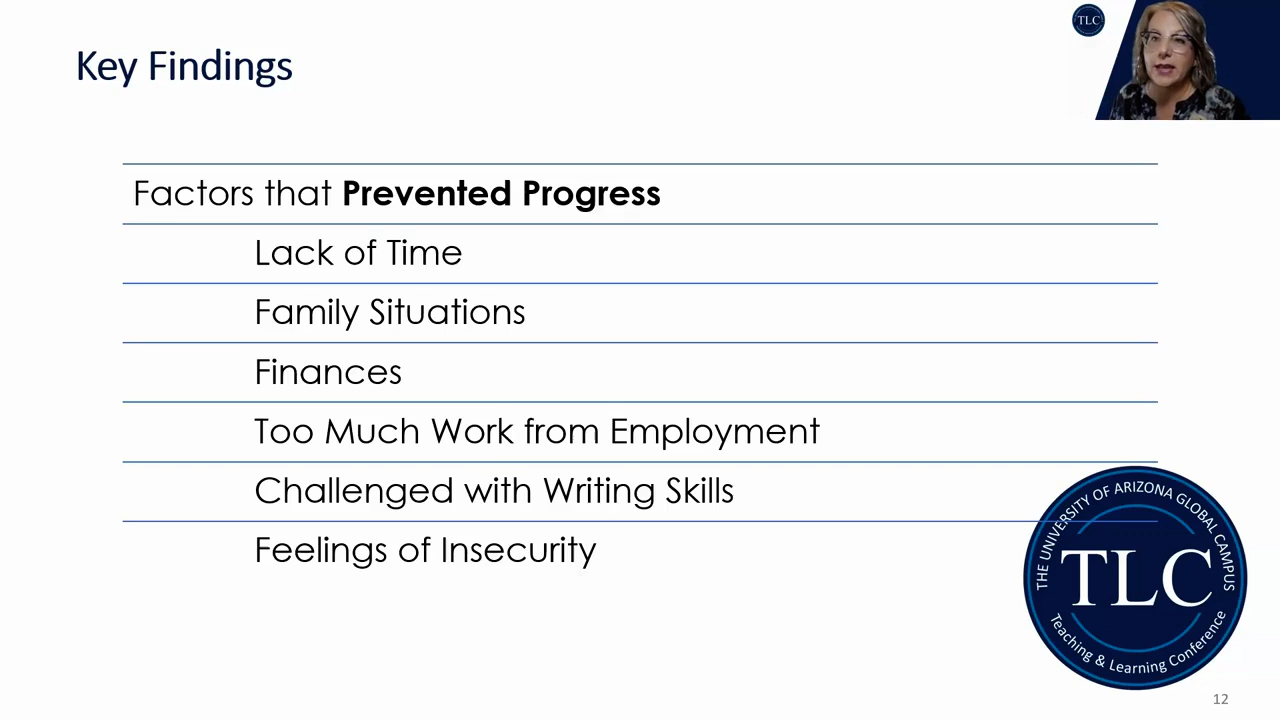 TLC
Key Findings
Factors that Prevented Progress
Lack of Time
Family Situations
Finances
Too Much Work from Employment
Challenged with Writing Skills
Feelings of Insecurity
THE UNIVERSITY OF ARIZONA GLOBAL CAMPUS
TLC
Teaching & Learning Conference
12